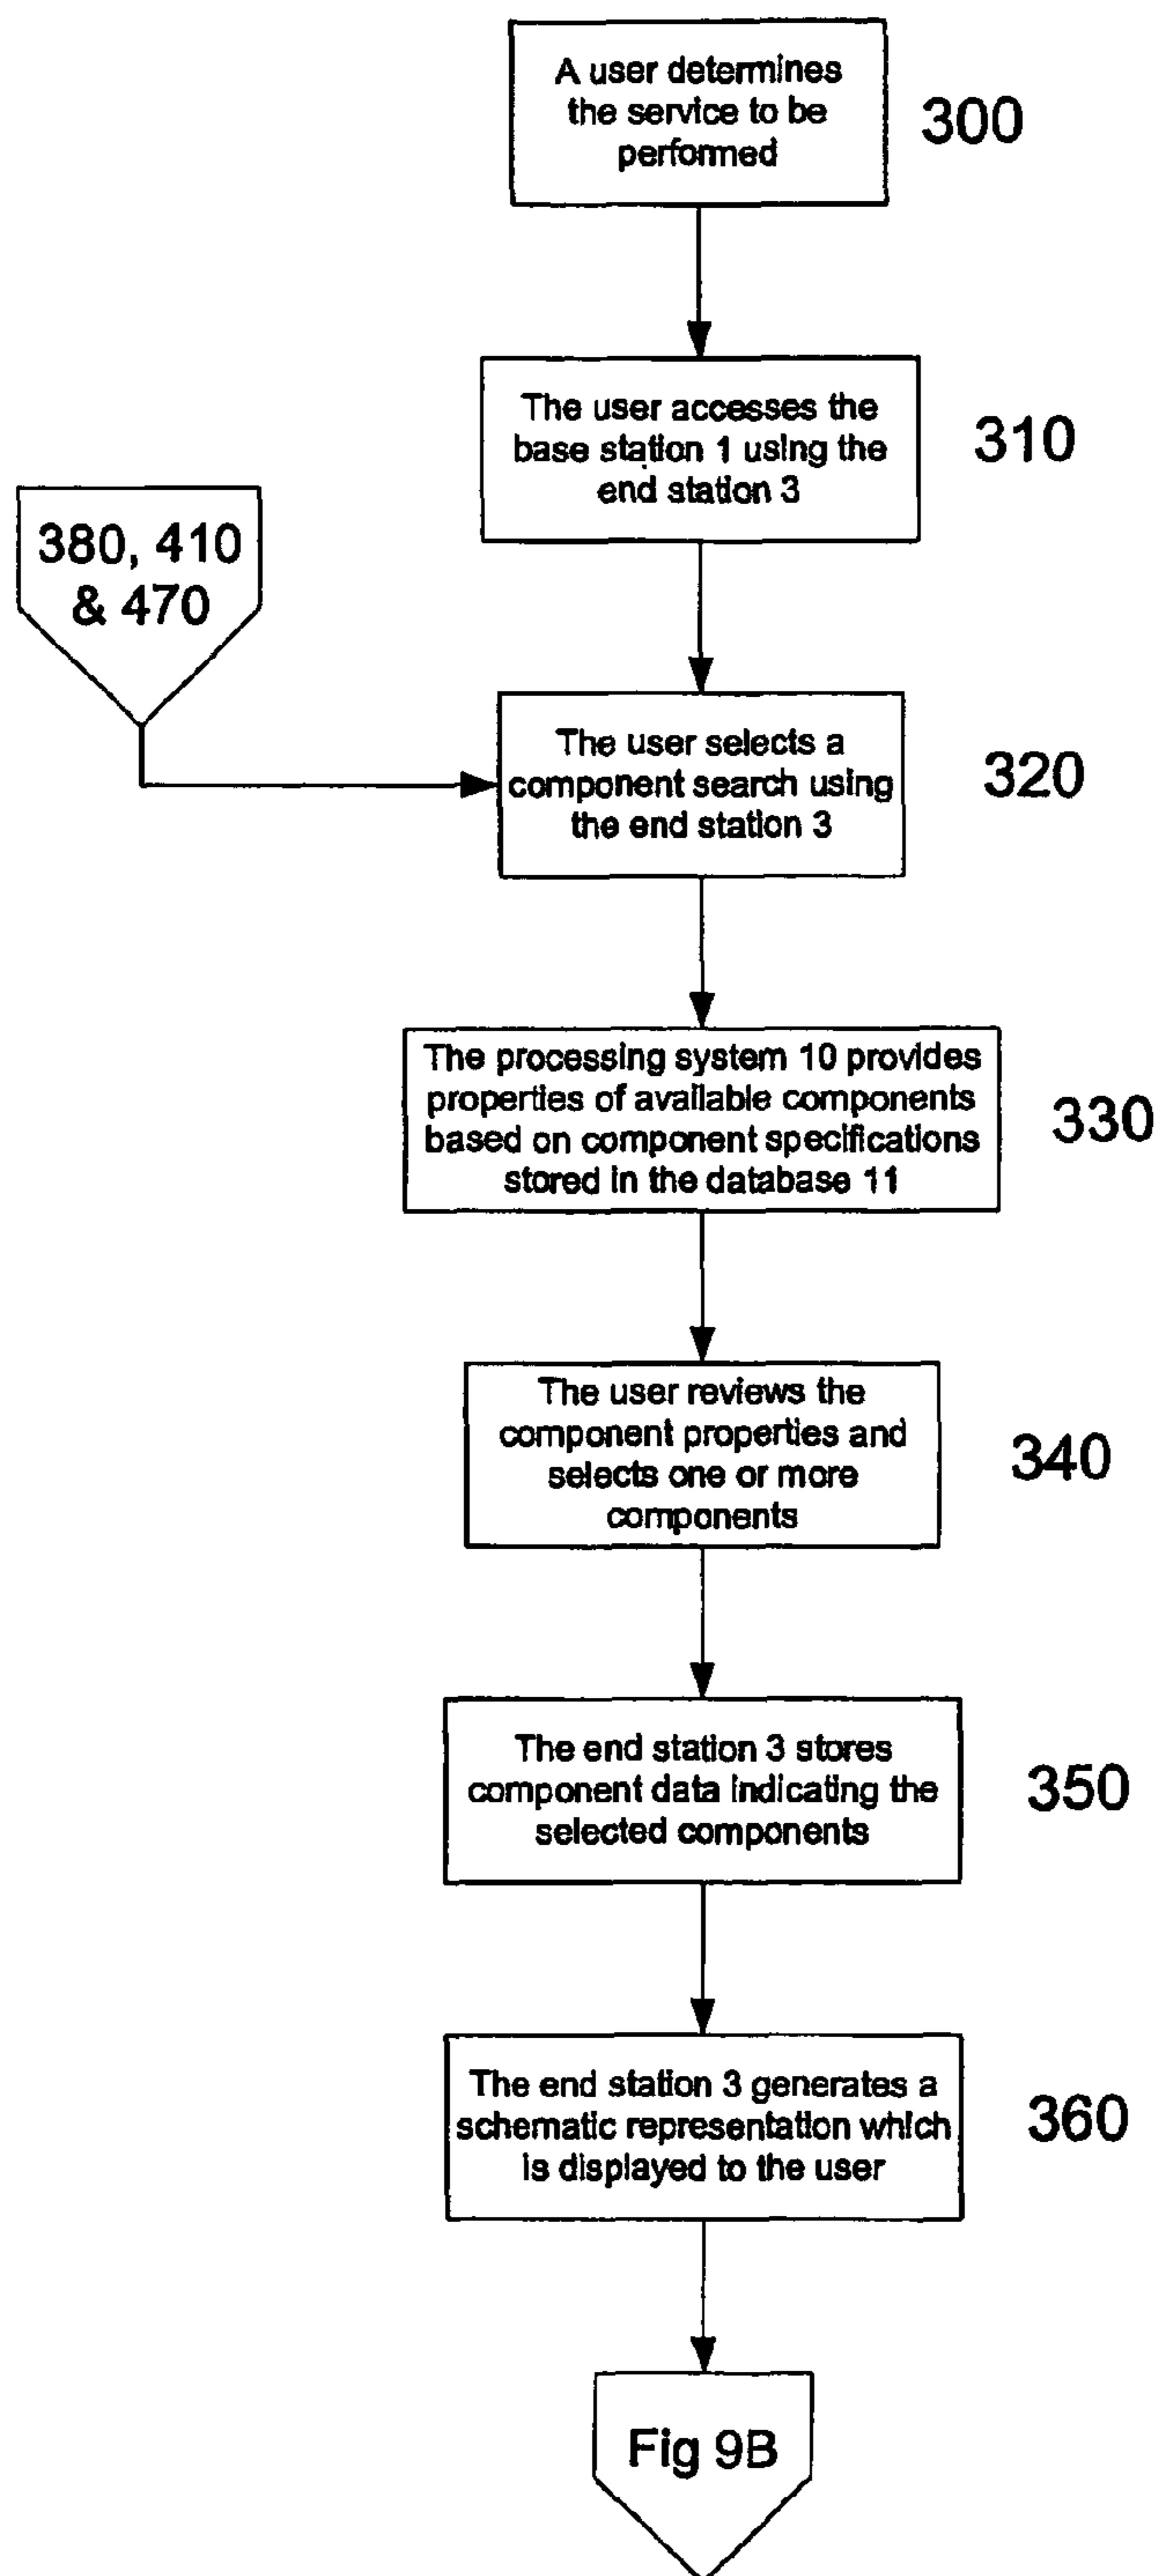 A user determines
the service to be
performed
300
The user accesses the
base station 1 using the
end station 3
310
380, 410
& 470
The user selects a
component search using
the end station 3
320
The processing system 10 provides
properties of available components
based on component specifications
stored in the database 11
330
The user reviews the
component properties and
selects one or more
components
340
The end station 3 stores
component data indicating the
selected components
350
The end station 3 generates a
schematic representation which
is displayed to the user
360
Fig 9B